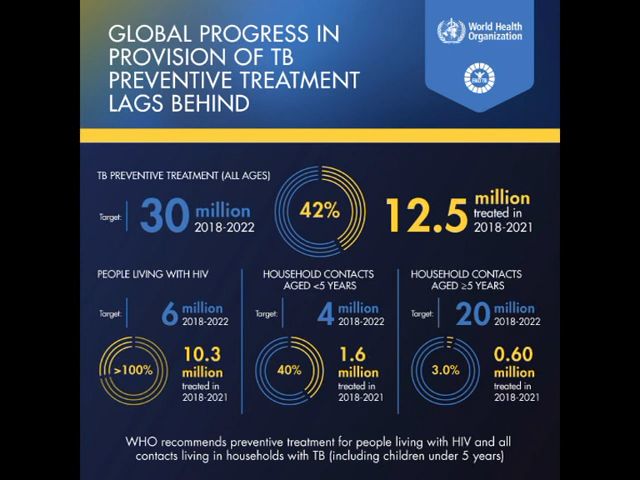 GLOBAL PROGRESS IN
PROVISION OF TB
PREVENTIVE TREATMENT
LAGS BEHIND
World Health
Organization
TB PREVENTIVE TREATMENT (ALL AGES)
Target: 30 million
2018-2022
42%
12.5 million
treated in
2018-2021
PEOPLE LIVING WITH HIV
Target: 6 million
2018-2022
>100%
10.3
million
treated in
2018-2021
HOUSEHOLD CONTACTS
AGED <5 YEARS
Target: 4 million
2018-2022
40%
1.6
million
treated in
2018-2021
HOUSEHOLD CONTACTS
AGED ≥5 YEARS
Target: 20 million
2018-2022
3.0%
0.60
million
treated in
2018-2021
WHO recommends preventive treatment for people living with HIV and all
contacts living in households with TB (including children under 5 years)